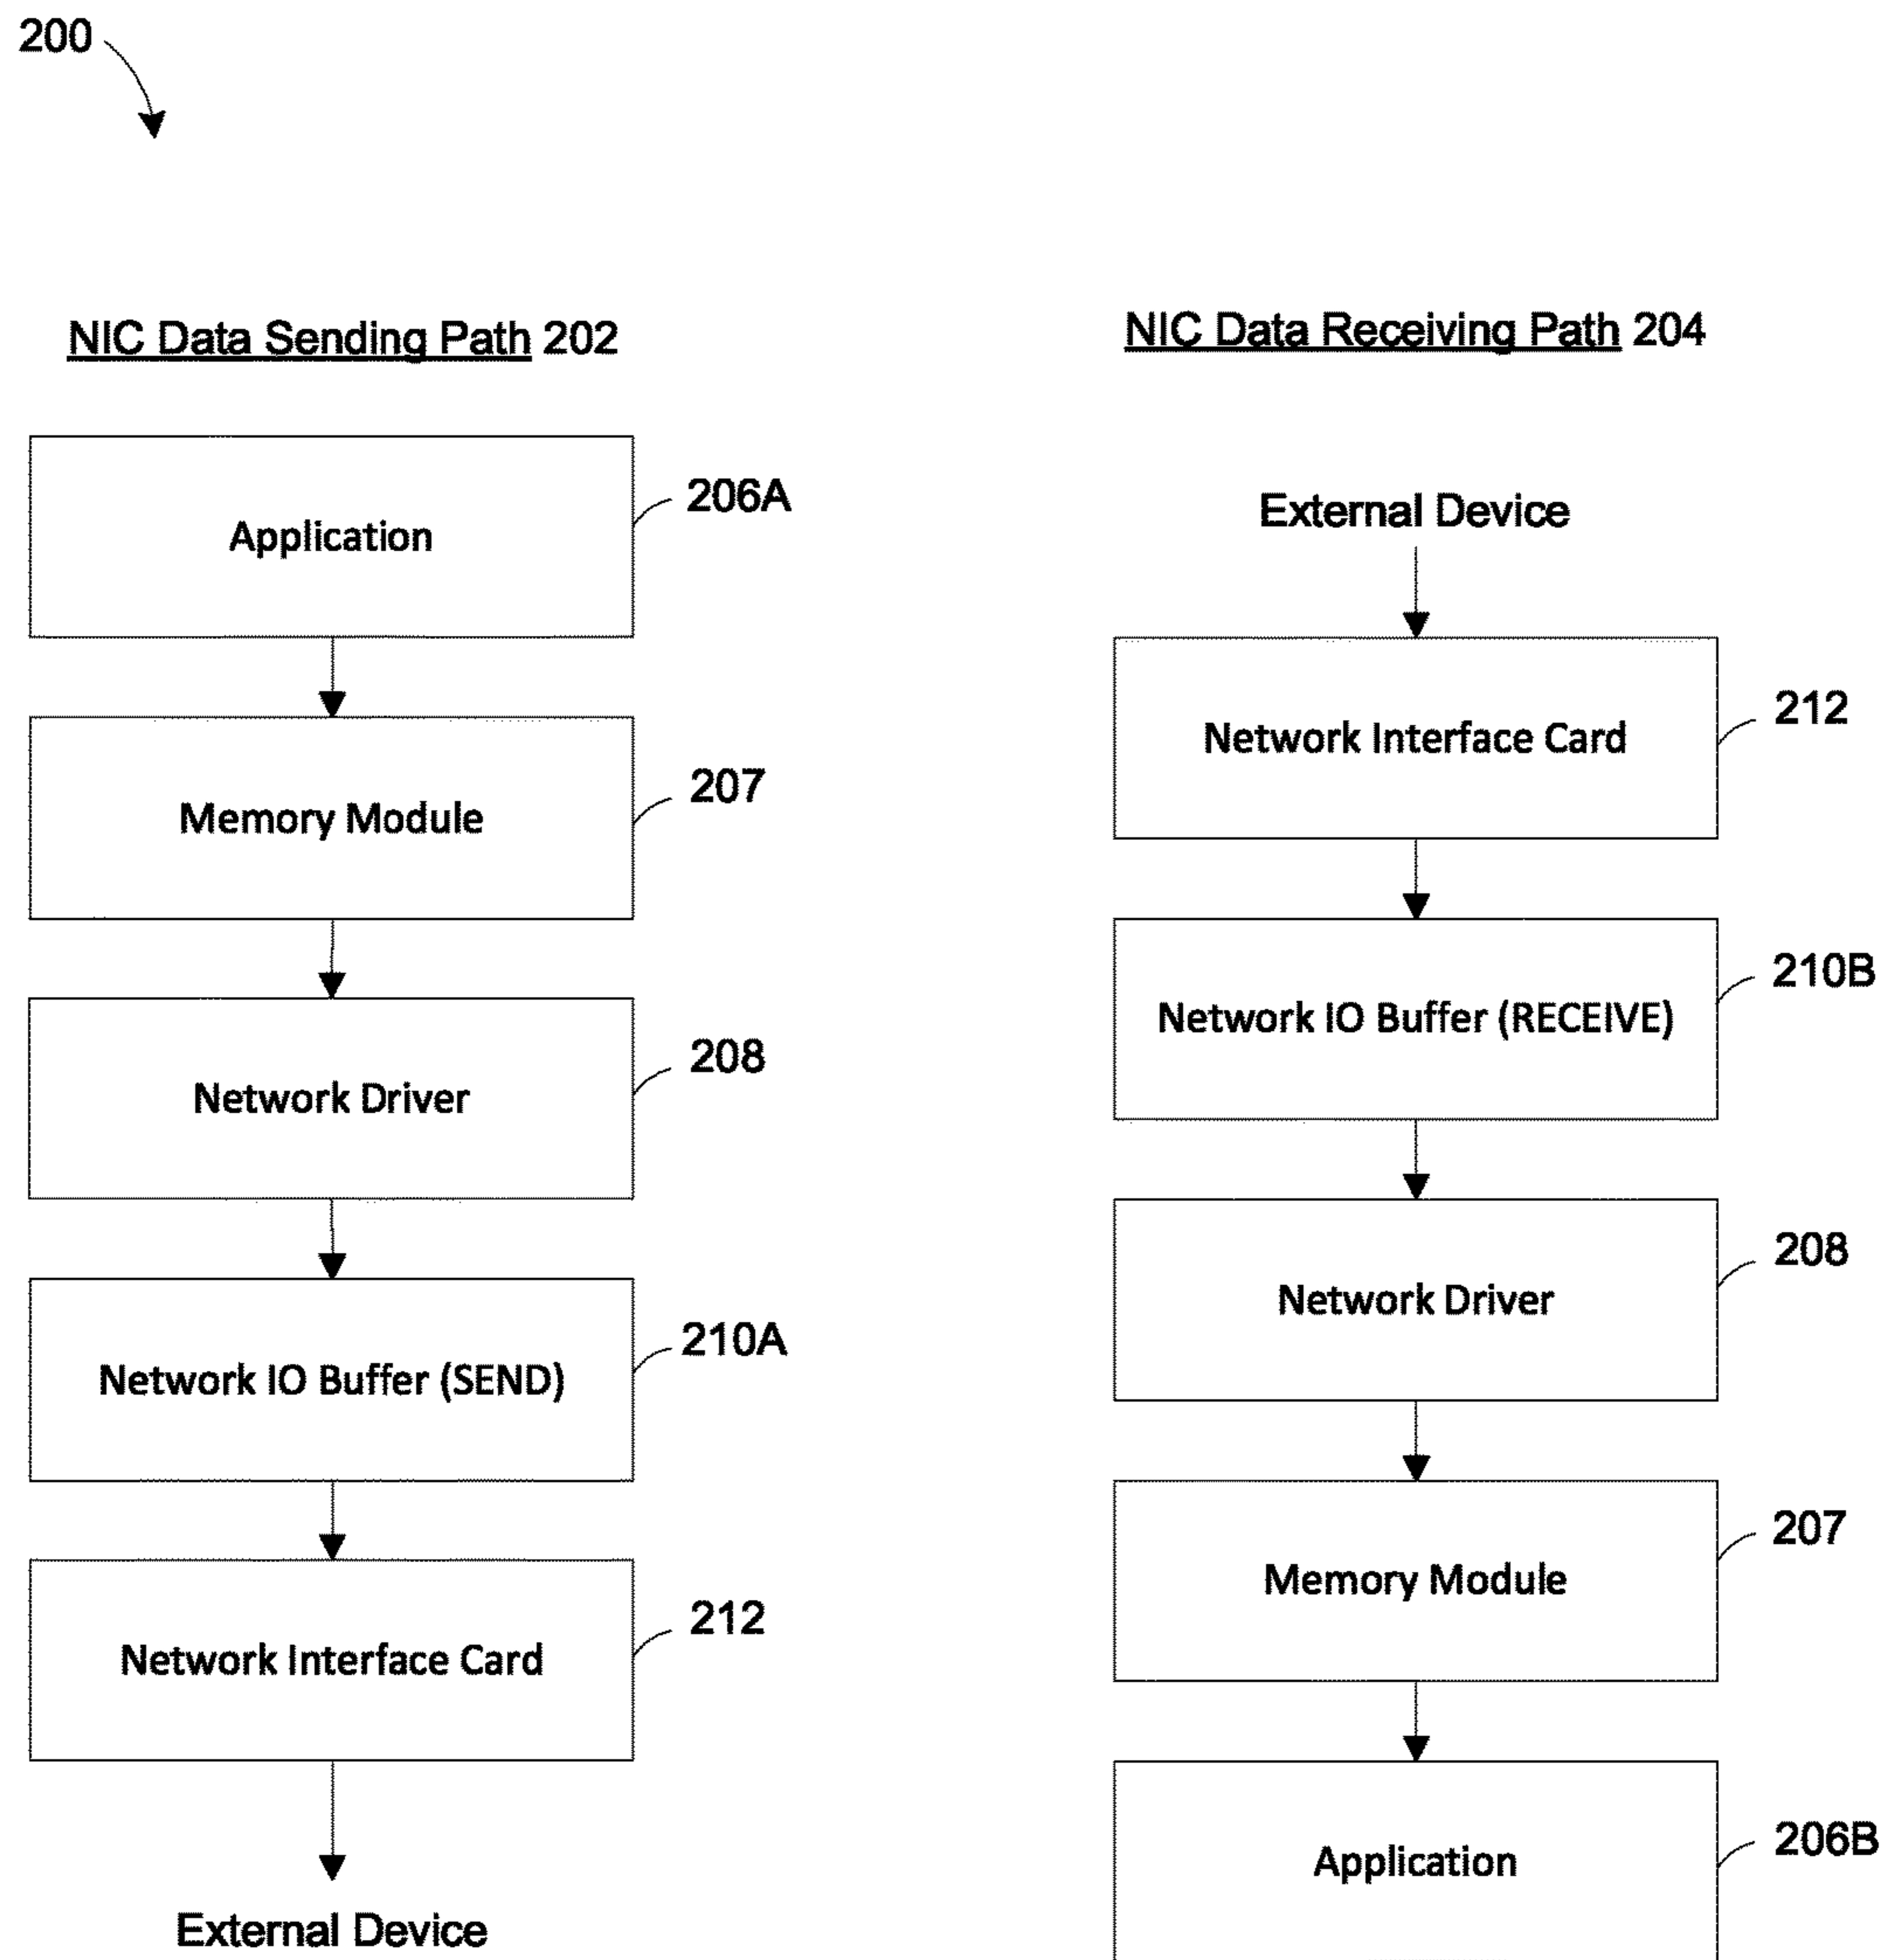 200
NIC Data Sending Path 202
Application
206A
Memory Module
207
Network Driver
208
Network IO Buffer (SEND)
210A
Network Interface Card
212
External Device
NIC Data Receiving Path 204
External Device
Network Interface Card
212
Network IO Buffer (RECEIVE)
210B
Network Driver
208
Memory Module
207
Application
206B